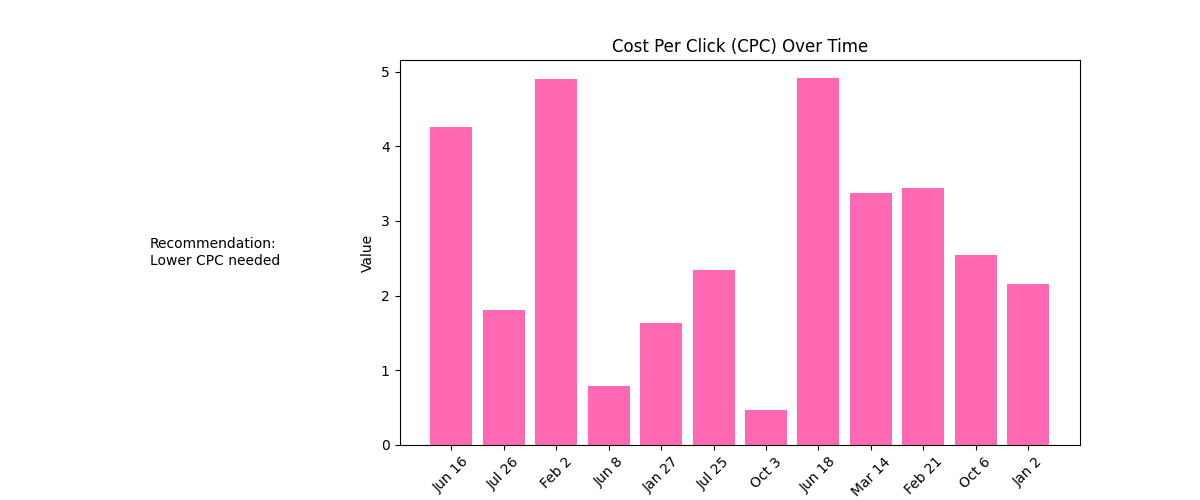 Cost Per Click (CPC) Over Time
Recommendation:
Lower CPC needed
Value
5
4
3
2
1
0
Jun 16
Jul 26
Feb 2
Jun 8
Jan 27
Jul 25
Oct 3
Jun 18
Mar 14
Feb 21
Oct 6
Jan 2